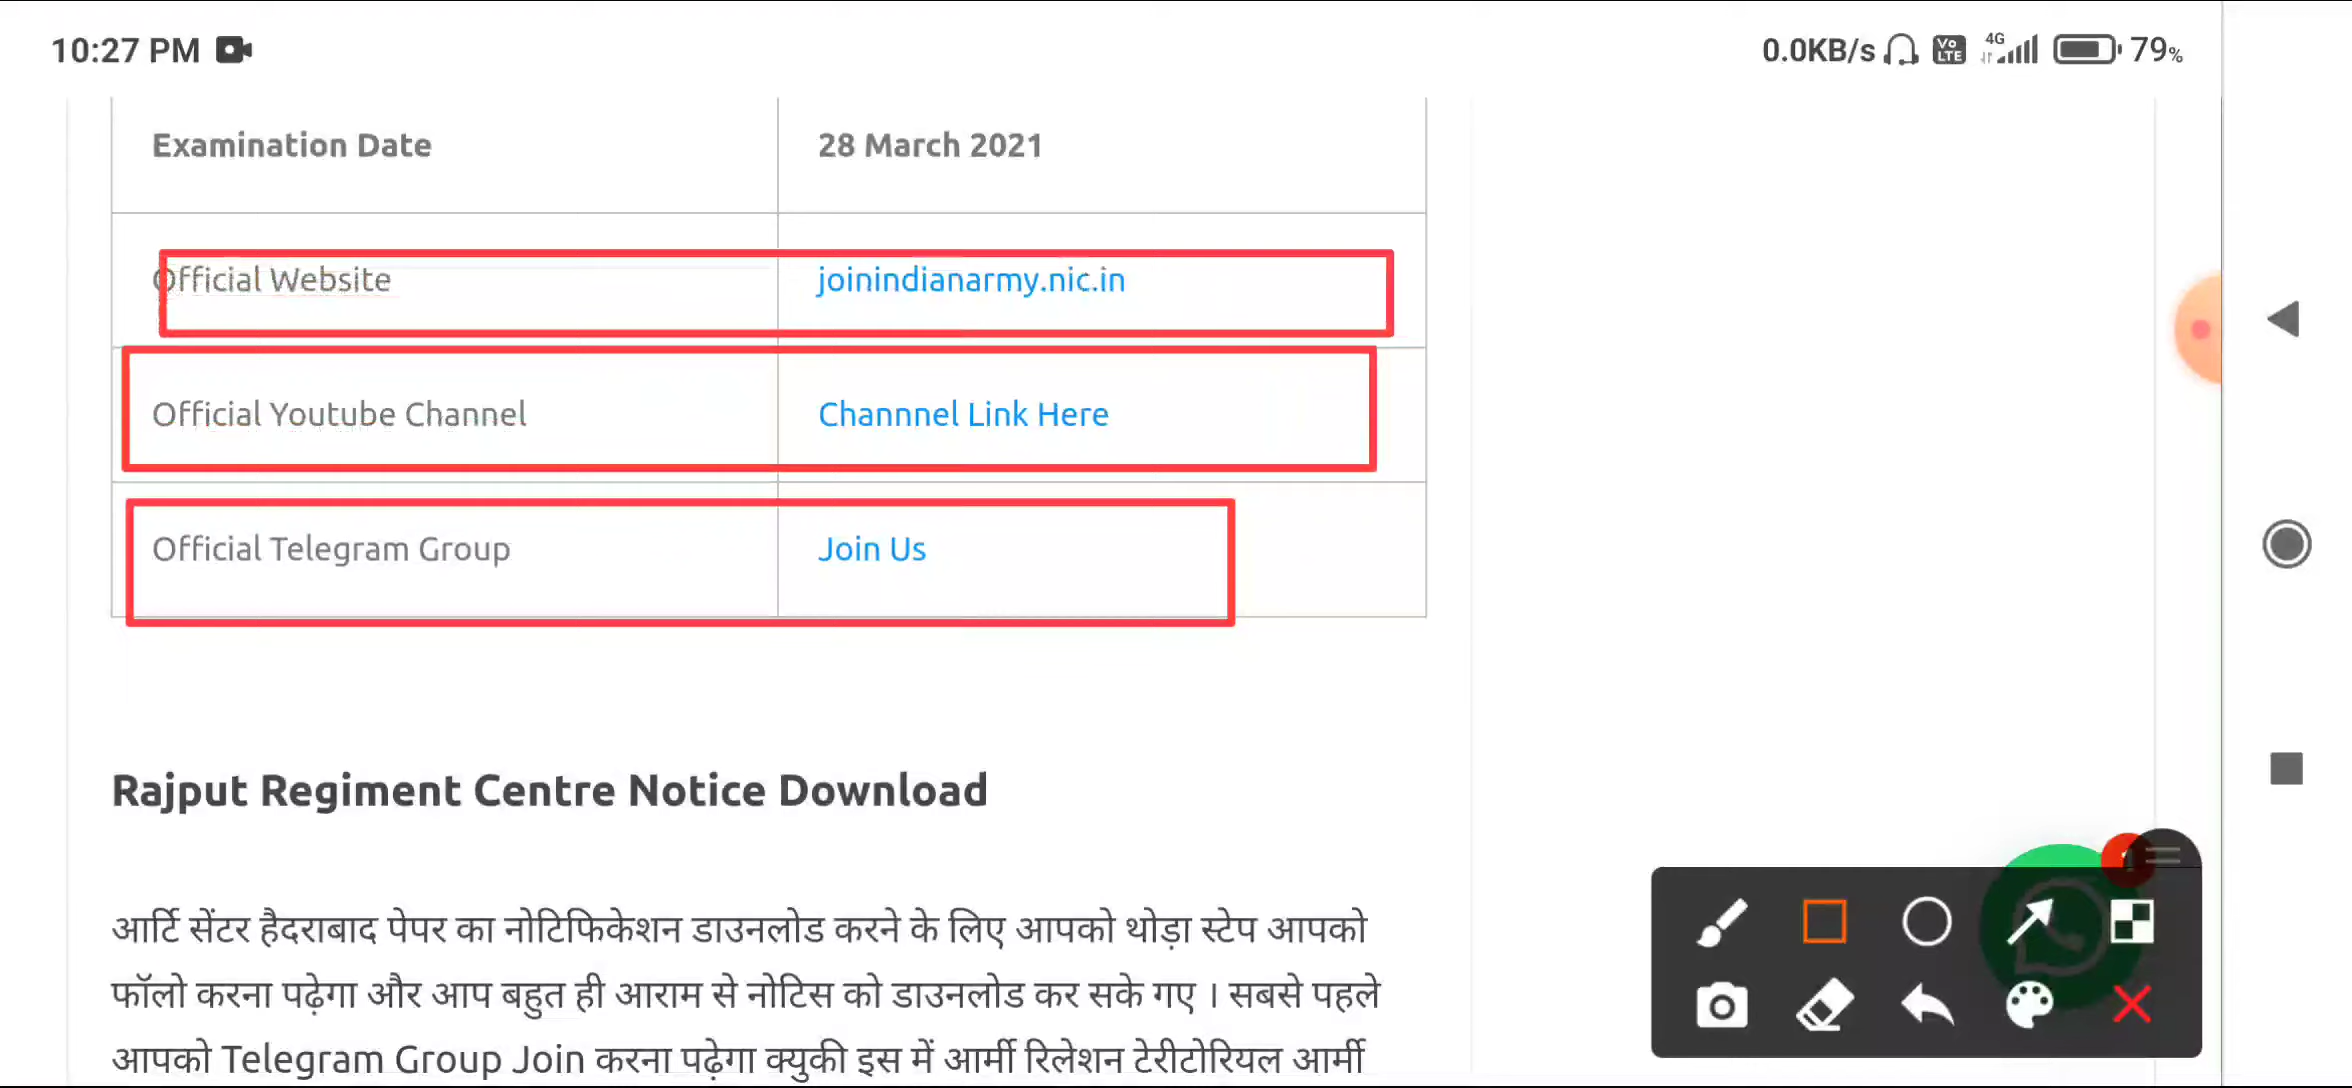 10:27 PM 0.0KB/s Vo LTE 4G 79%
Examination Date 28 March 2021
Official Website joinindianarmy.nic.in
Official Youtube Channel Channnel Link Here
Official Telegram Group Join Us
Rajput Regiment Centre Notice Download
आर्टि सेंटर हैदराबाद पेपर का नोटिफिकेशन डाउनलोड करने के लिए आपको थोड़ा स्टेप आपको
फॉलो करना पढ़ेगा और आप बहुत ही आराम से नोटिस को डाउनलोड कर सके गए । सबसे पहले
आपको Telegram Group Join करना पढ़ेगा क्युकी इस में आर्मी रिलेशन टेरीटोरियल आर्मी